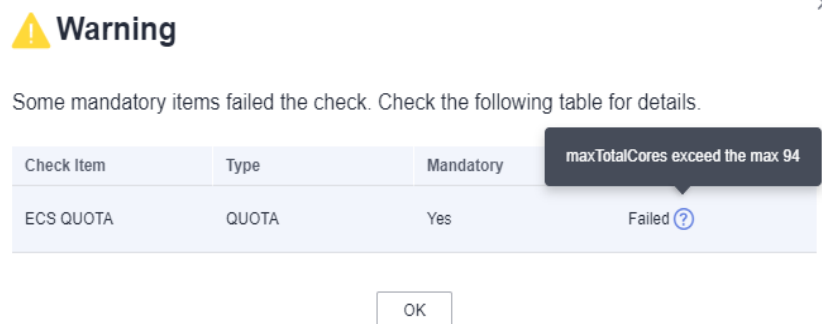 Warning
Some mandatory items failed the check. Check the following table for details.
maxTotalCores exceed the max 94
Check Item Type Mandatory
ECS QUOTA QUOTA Yes Failed ?
OK